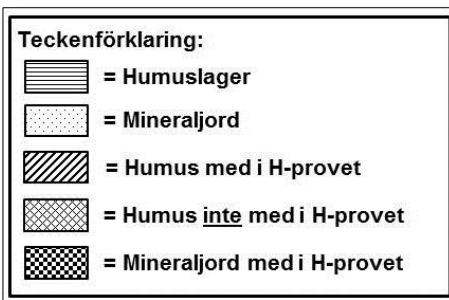 Teckenförklaring:
= Humuslager
= Mineraljord
= Humus med i H-provet
= Humus inte med i H-provet
= Mineraljord med i H-provet